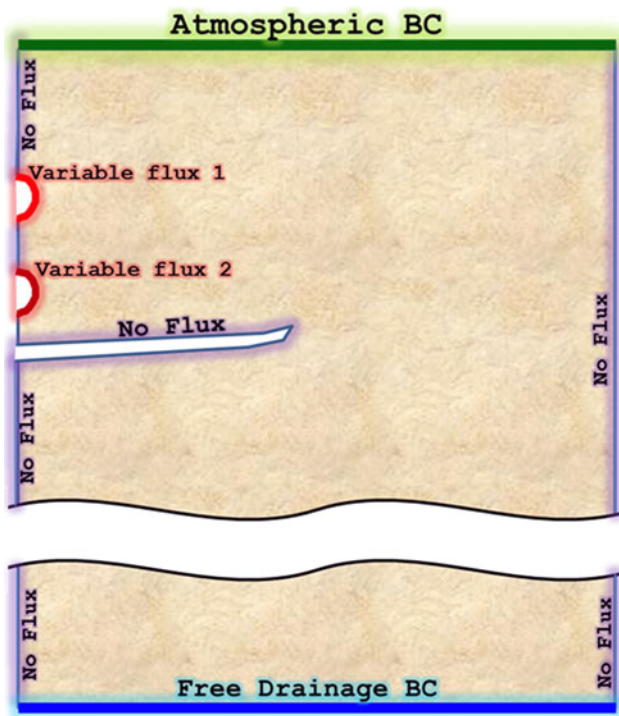 Atmospheric BC
No Flux
Variable flux 1
Variable flux 2
No Flux
No Flux
No Flux
No Flux
No Flux
Free Drainage BC